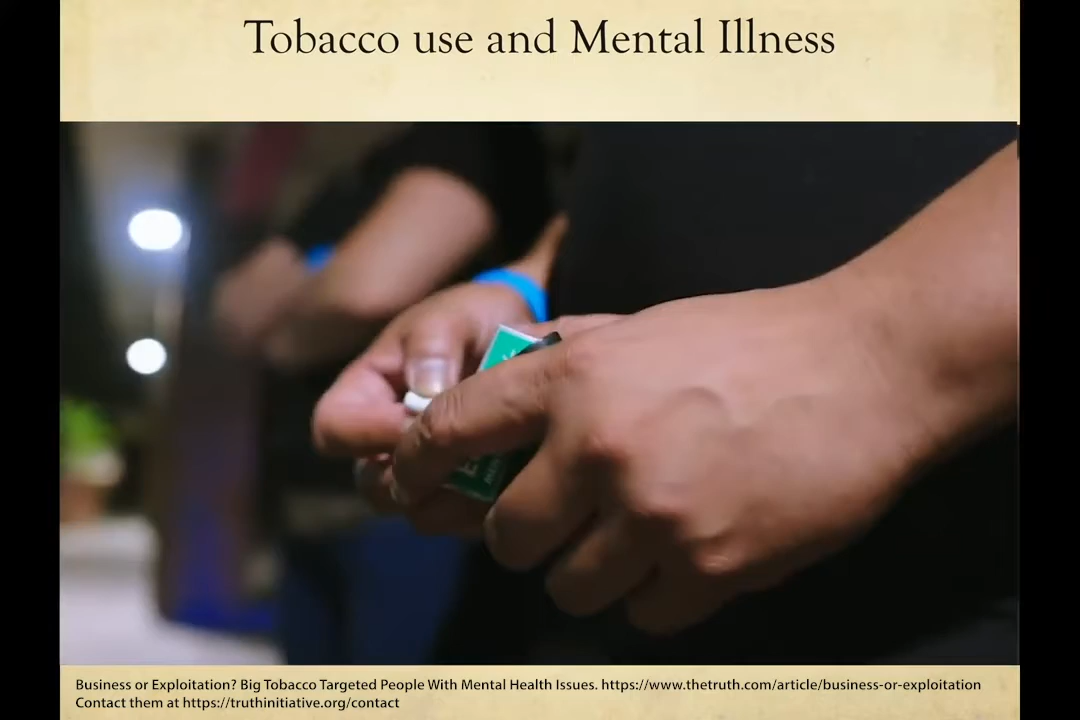 Tobacco use and Mental Illness
Business or Exploitation? Big Tobacco Targeted People With Mental Health Issues. https://www.thetruth.com/article/business-or-exploitation
Contact them at https://truthinitiative.org/contact